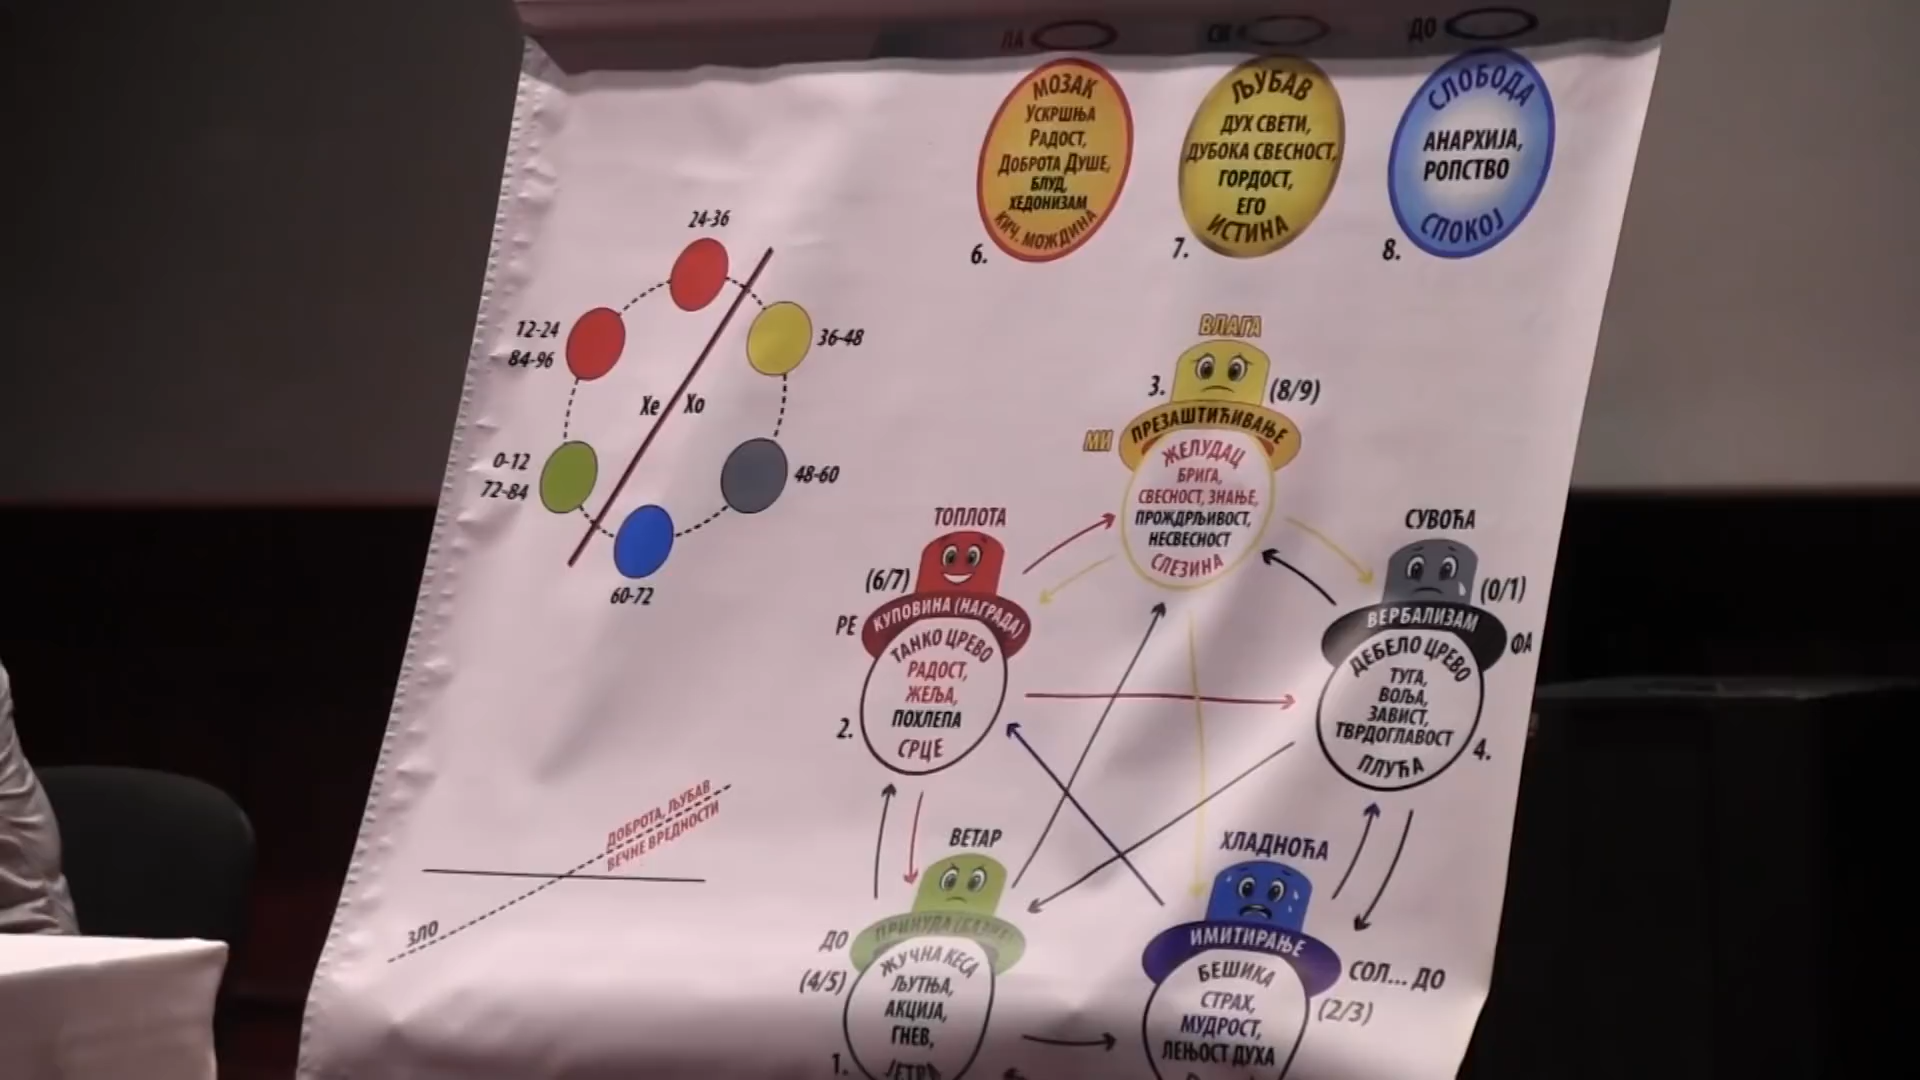 ЛА
СИ
ДО
МОЗАК
УСКРШЊА
РАДОСТ,
ДОБРОТА ДУШЕ,
БЛУД,
ХЕДОНИЗАМ
КИЧ. МОЖДИНА
6.
ЉУБАВ
ДУХ СВЕТИ,
ДУБОКА СВЕСНОСТ,
ГОРДОСТ,
ЕГО
ИСТИНА
7.
СЛОБОДА
АНАРХИЈА,
РОПСТВО
СПОКОЈ
8.
24-36
12-24
84-96
36-48
Хе
Хо
0-12
72-84
48-60
60-72
ВЛАГА
3.
(8/9)
МИ
ПРЕЗАШТИЋИВАЊЕ
ЖЕЛУДАЦ
БРИГА,
СВЕСНОСТ, ЗНАЊЕ,
ПРОЖДРЉИВОСТ,
НЕСВЕСНОСТ
СЛЕЗИНА
ТОПЛОТА
(6/7)
РЕ
КУПОВИНА (НАГРАДА)
ТАНКО ЦРЕВО
РАДОСТ,
ЖЕЉА,
ПОХЛЕПА
СРЦЕ
2.
СУВОЋА
(0/1)
ВЕРБАЛИЗАМ
ФА
ДЕБЕЛО ЦРЕВО
ТУГА,
ВОЉА,
ЗАВИСТ,
ТВРДОГЛАВОСТ
ПЛУЋА
4.
ДОБРОТА, ЉУБАВ
ВЕЧНЕ ВРЕДНОСТИ
ЗЛО
ВЕТАР
ДО
(4/5)
ПРИНУДА
ЖУЧНА КЕСА
ЉУТЊА,
АКЦИЈА,
ГНЕВ,
ЈЕТРА
1.
ХЛАДНОЋА
ИМИТИРАЊЕ
СОЛ... ДО
(2/3)
БЕШИКА
СТРАХ,
МУДРОСТ,
ЛЕЊОСТ ДУХА